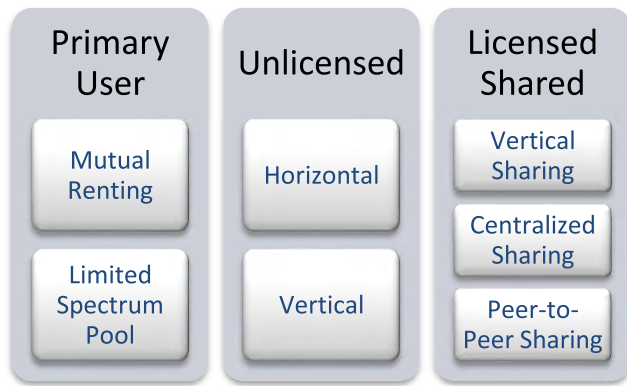 Primary
User
Mutual
Renting
Limited
Spectrum
Pool
Unlicensed
Horizontal
Vertical
Licensed
Shared
Vertical
Sharing
Centralized
Sharing
Peer-to-
Peer Sharing